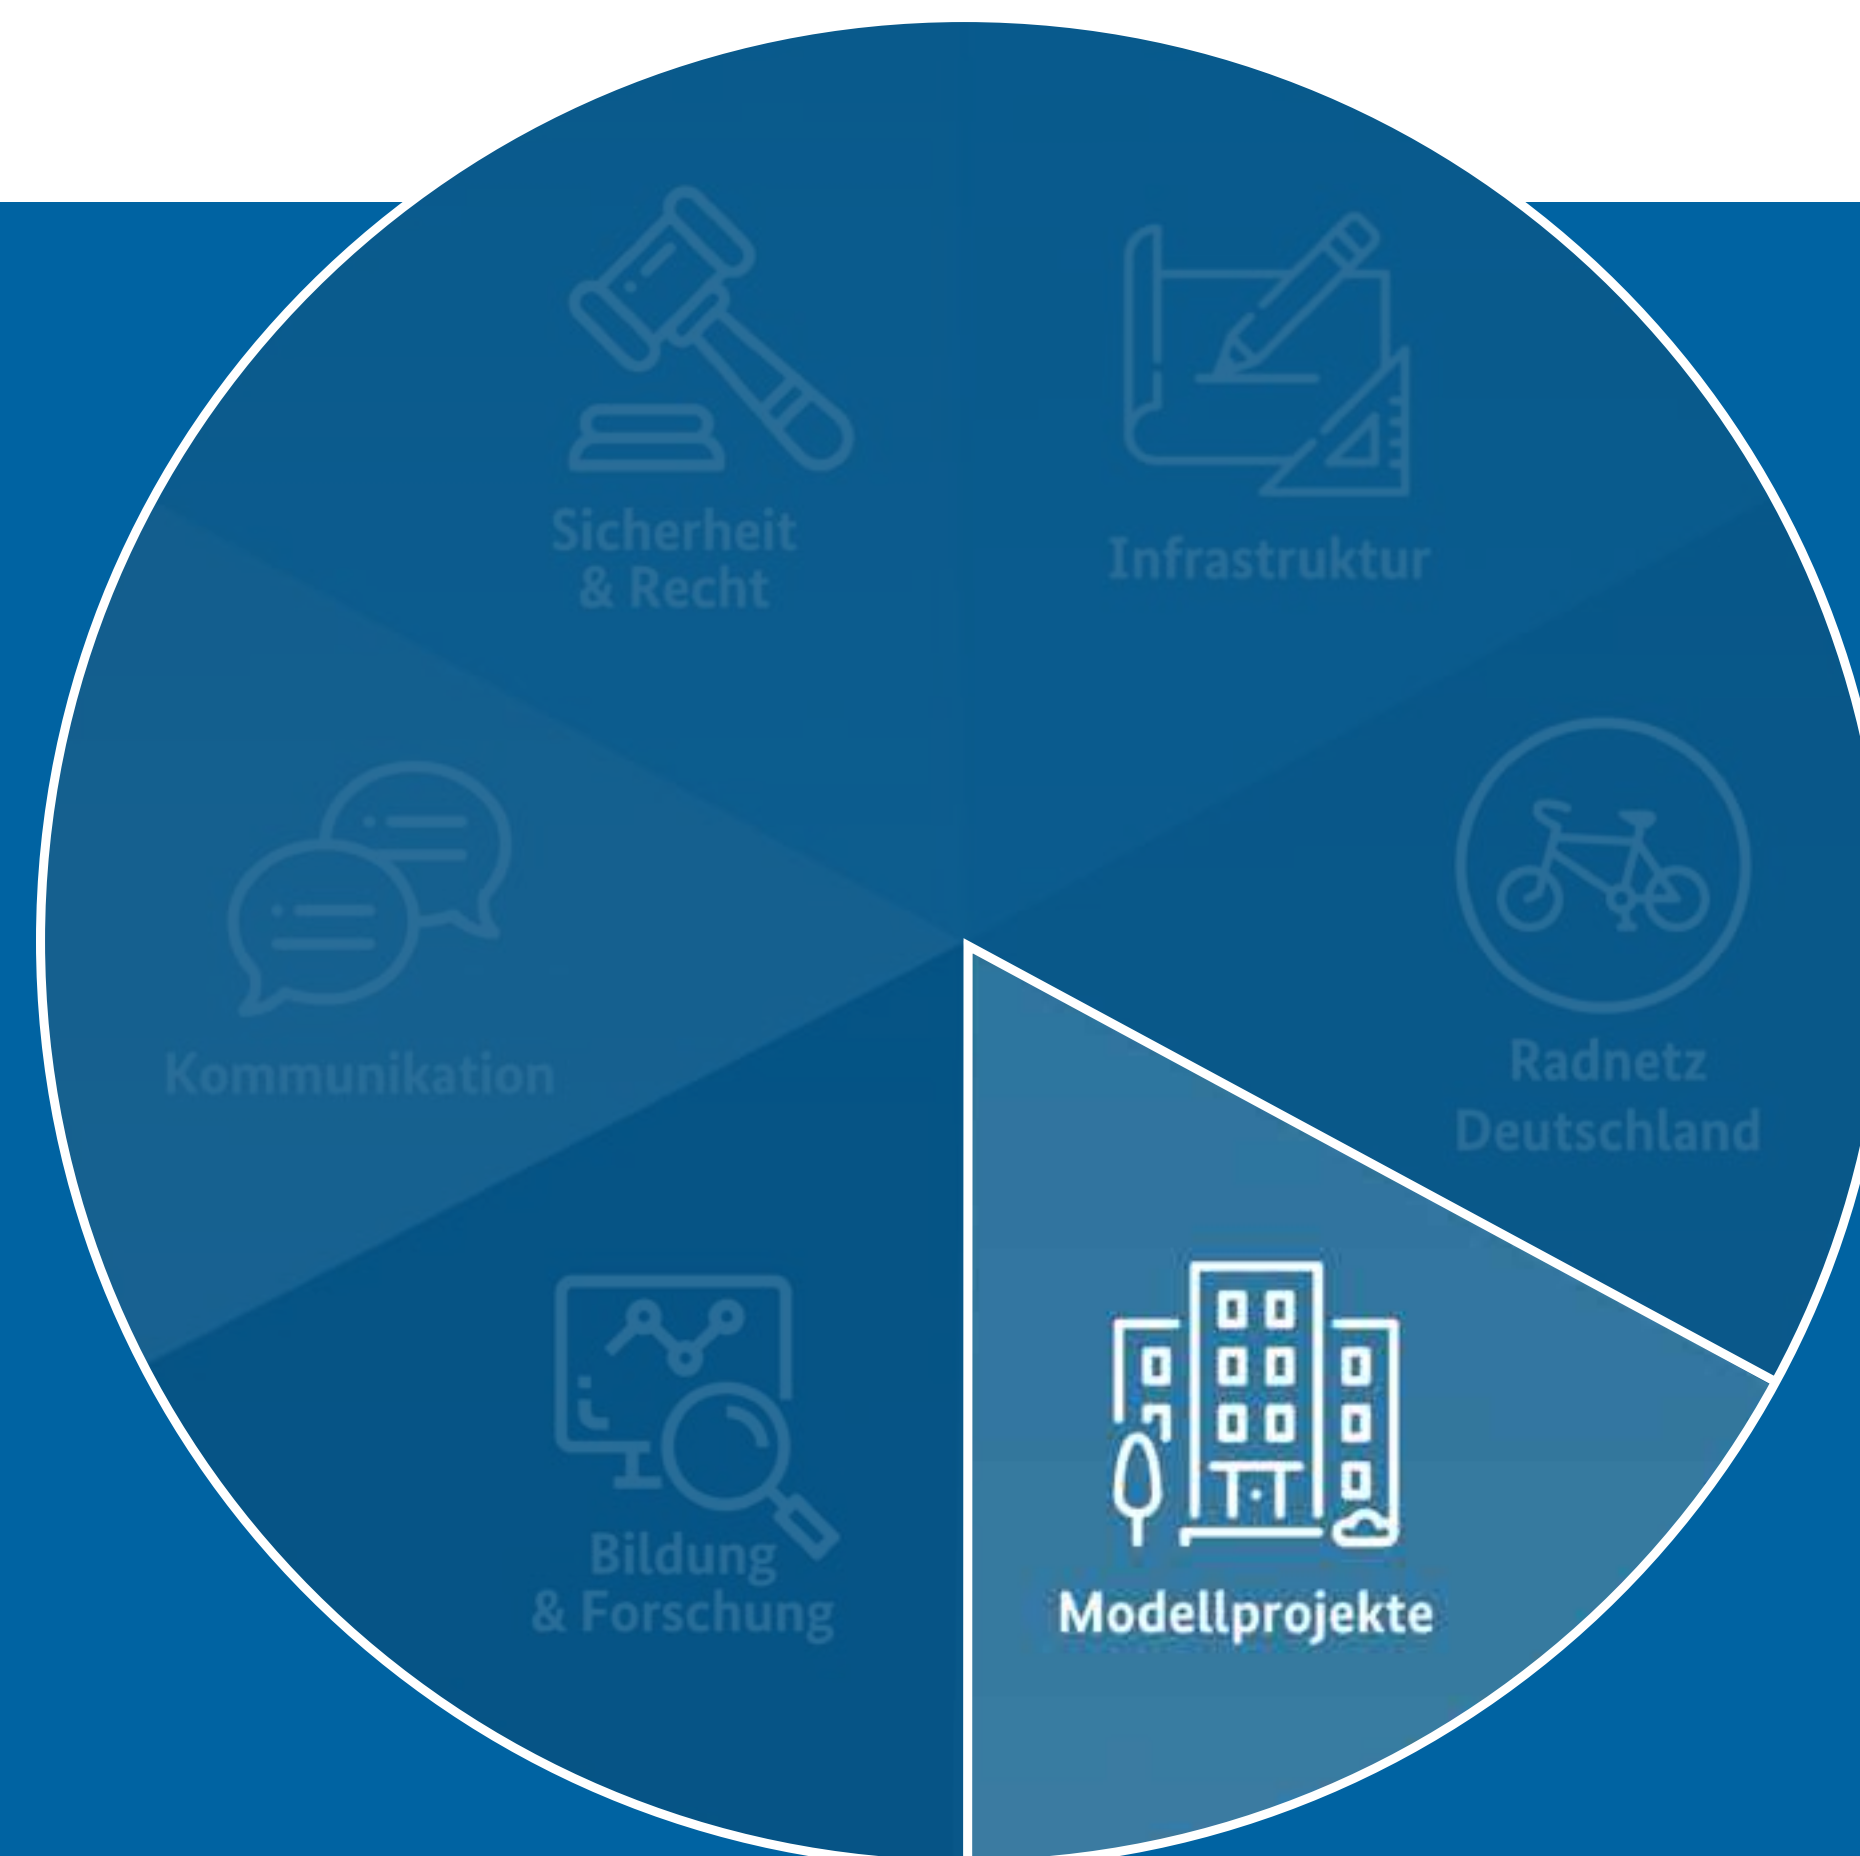 Sicherheit
& Recht
Infrastruktur
Radnetz
Deutschland
Kommunikation
Bildung
& Forschung
Modellprojekte